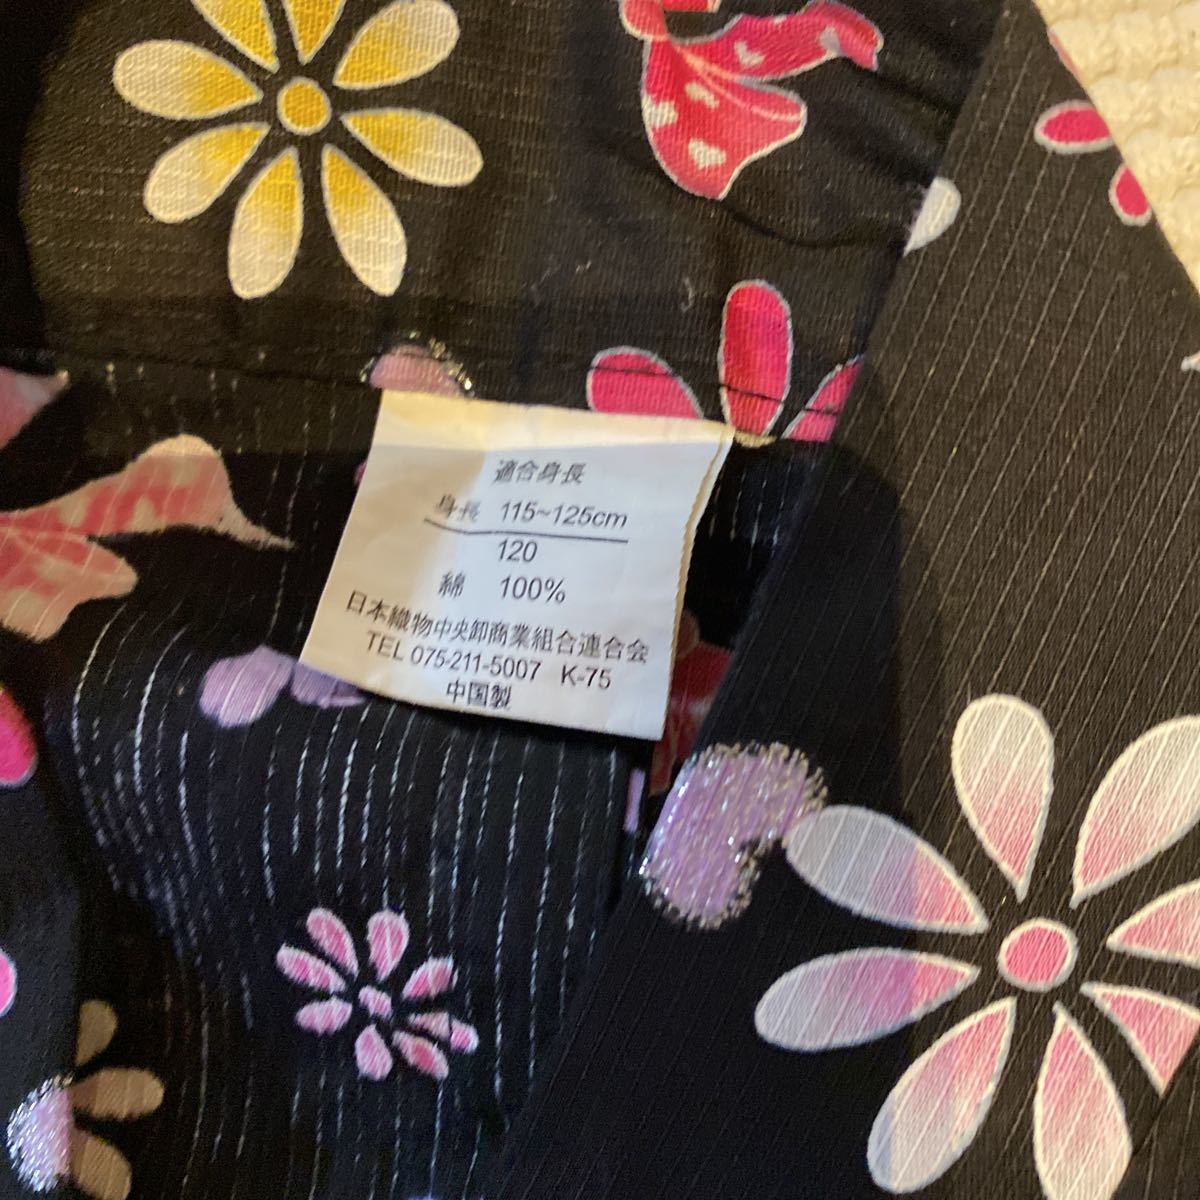 適合身長
身長 115~125cm
120
綿 100%
日本織物中央卸商業組合連合会
TEL 075-211-5007 K-75
中国製